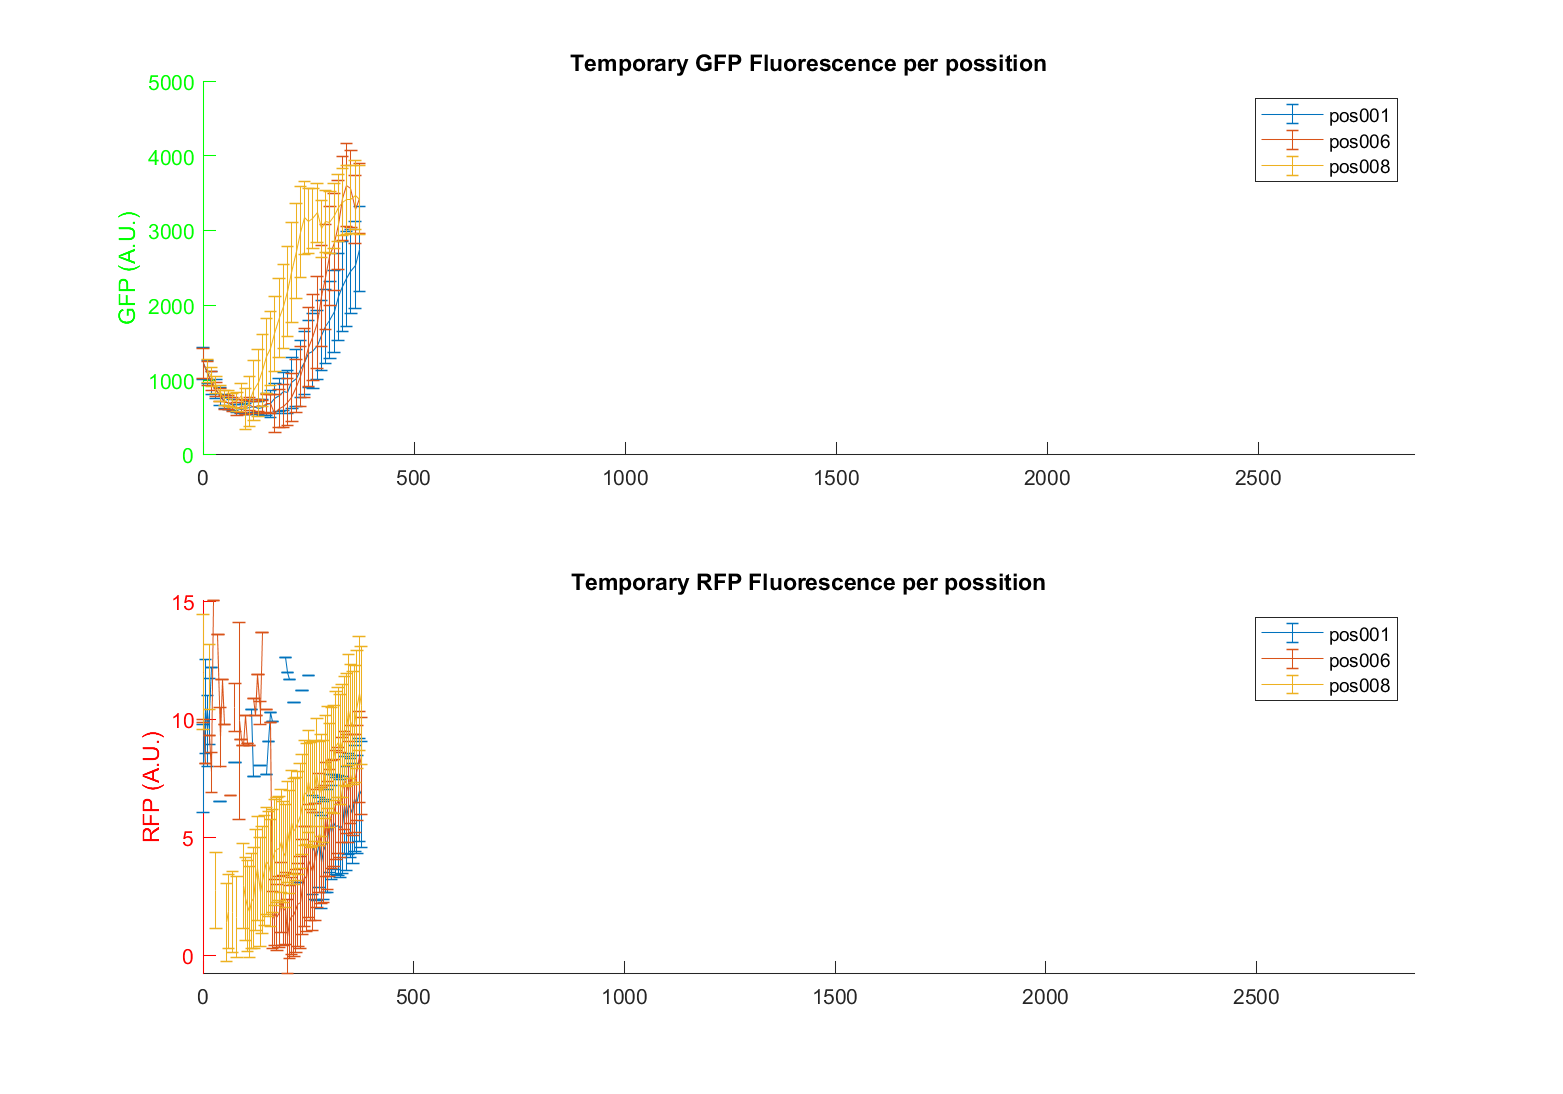 Temporary GFP Fluorescence per possition
5000
4000
3000
2000
1000
0
GFP (A.U.)
pos001
pos006
pos008
0 500 1000 1500 2000 2500
Temporary RFP Fluorescence per possition
15
10
5
0
RFP (A.U.)
pos001
pos006
pos008
0 500 1000 1500 2000 2500